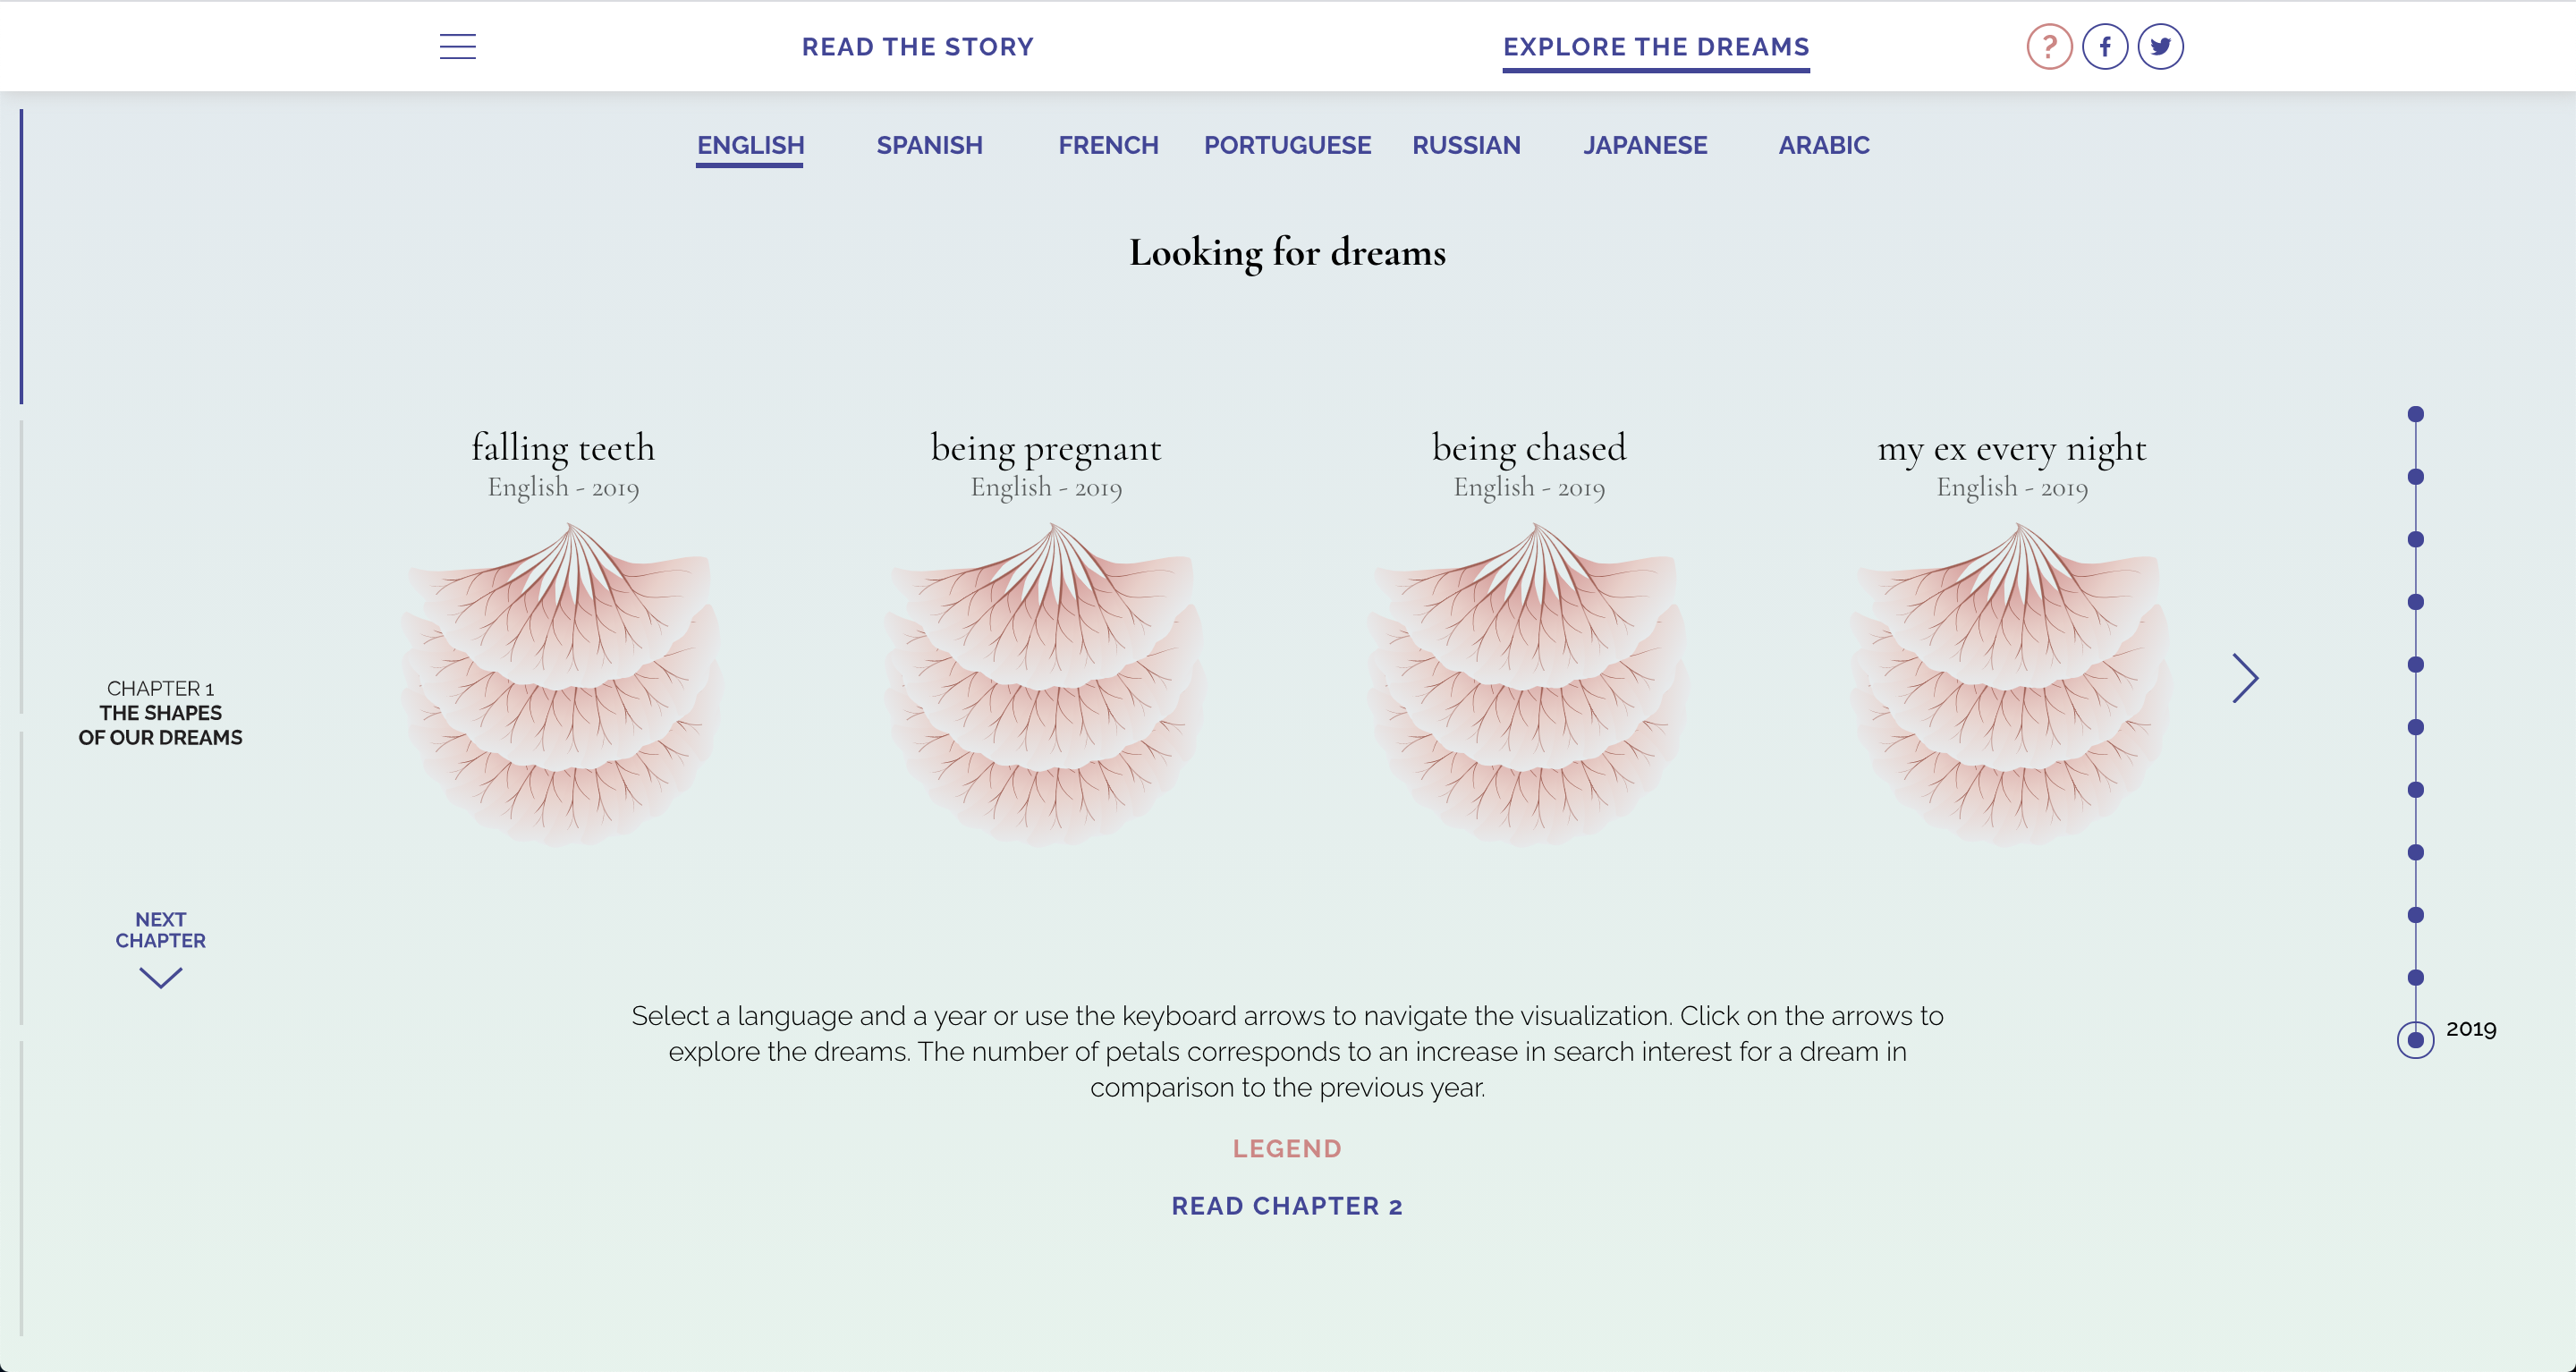 READ THE STORY
EXPLORE THE DREAMS
?
ENGLISH
SPANISH
FRENCH
PORTUGUESE
RUSSIAN
JAPANESE
ARABIC
Looking for dreams
falling teeth
English - 2019
being pregnant
English - 2019
being chased
English - 2019
my ex every night
English - 2019
CHAPTER 1
THE SHAPES
OF OUR DREAMS
NEXT
CHAPTER
2019
Select a language and a year or use the keyboard arrows to navigate the visualization. Click on the arrows to
explore the dreams. The number of petals corresponds to an increase in search interest for a dream in
comparison to the previous year.
LEGEND
READ CHAPTER 2